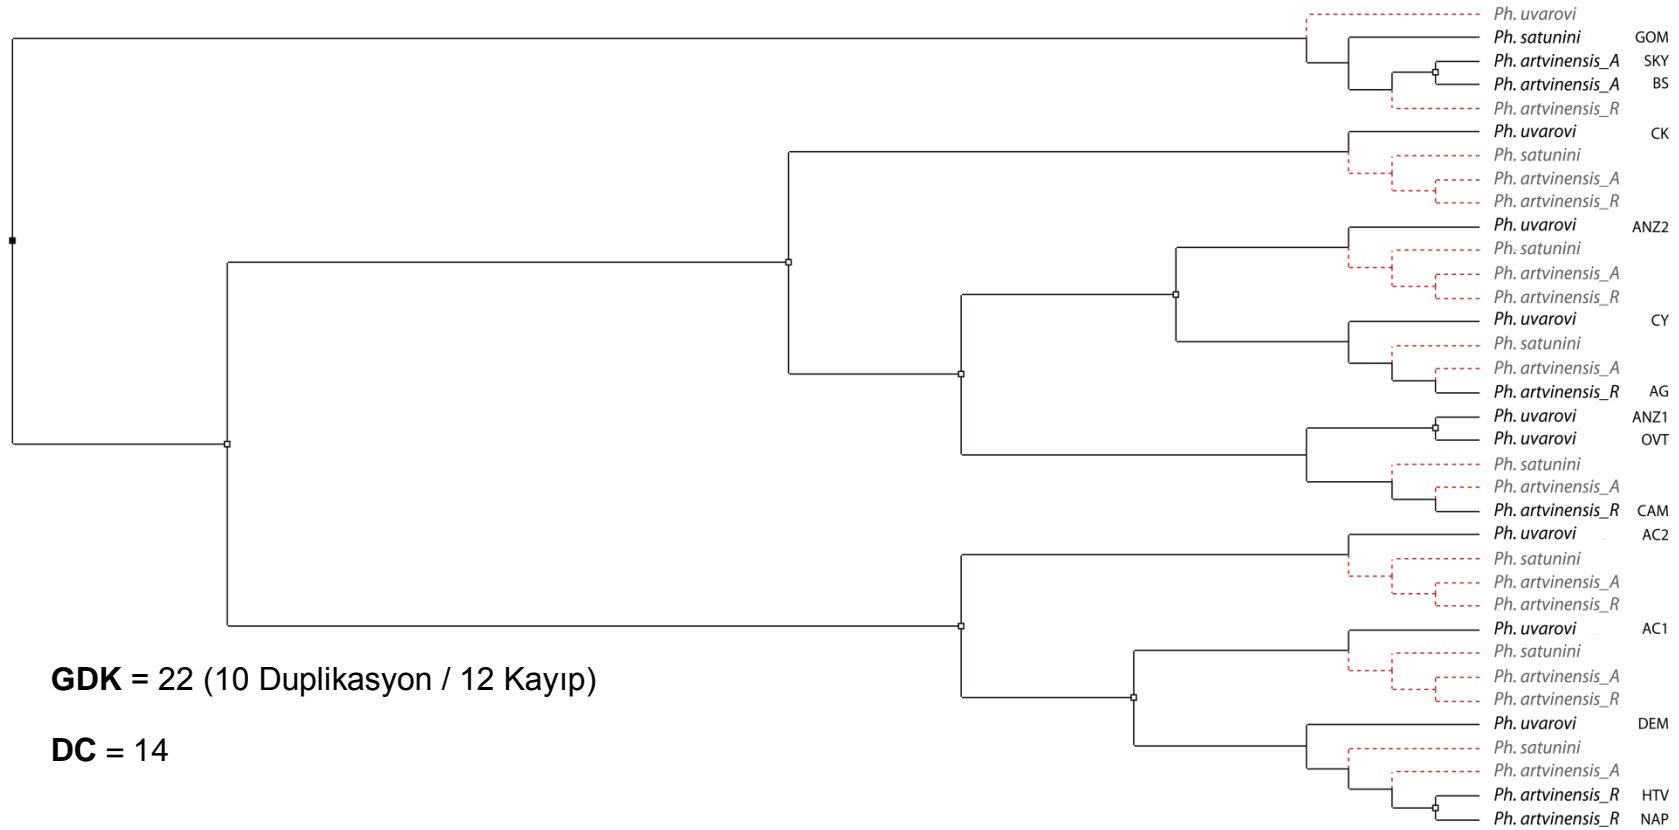 Ph. uvarovi
Ph. satunini GOM
Ph. artvinensis_A SKY
Ph. artvinensis_A BS
Ph. artvinensis_R
Ph. uvarovi CK
Ph. satunini
Ph. artvinensis_A
Ph. artvinensis_R
Ph. uvarovi ANZ2
Ph. satunini
Ph. artvinensis_A
Ph. artvinensis_R
Ph. uvarovi CY
Ph. satunini
Ph. artvinensis_A
Ph. artvinensis_R AG
Ph. uvarovi ANZ1
Ph. uvarovi OVT
Ph. satunini
Ph. artvinensis_A
Ph. artvinensis_R CAM
Ph. uvarovi AC2
Ph. satunini
Ph. artvinensis_A
Ph. artvinensis_R
Ph. uvarovi AC1
Ph. satunini
Ph. artvinensis_A
Ph. artvinensis_R
Ph. uvarovi DEM
Ph. satunini
Ph. artvinensis_A
Ph. artvinensis_R HTV
Ph. artvinensis_R NAP
GDK = 22 (10 Duplikasyon / 12 Kayıp)
DC = 14